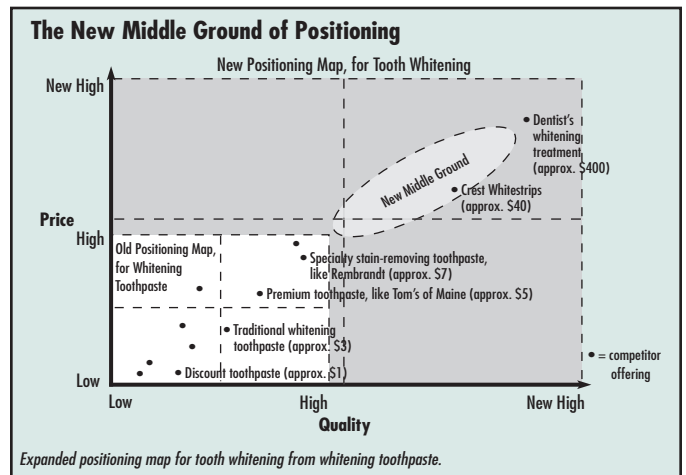 The New Middle Ground of Positioning
New Positioning Map, for Tooth Whitening
New High
Dentist's
whitening
treatment
(approx. $400)
New Middle Ground
Crest Whitestrips
(approx. $40)
Price
High
Old Positioning Map,
for Whitening
Toothpaste
Specialty stain-removing toothpaste,
like Rembrandt (approx. $7)
Premium toothpaste, like Tom's of Maine (approx. $5)
Traditional whitening
toothpaste (approx. $3)
Discount toothpaste (approx. $1)
= competitor
offering
Low
Low
High
New High
Quality
Expanded positioning map for tooth whitening from whitening toothpaste.